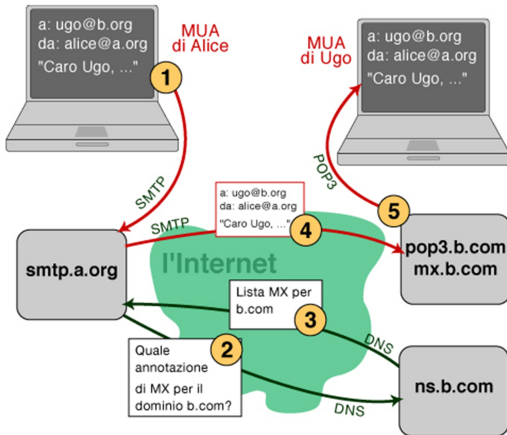 a: ugo@b.org
da: alice@a.org
"Caro Ugo, ..."
MUA
di Alice
1
MUA
di Ugo
a: ugo@b.org
da: alice@a.org
"Caro Ugo, ..."
SMTP
POP3
SMTP
a: ugo@b.org
da: alice@a.org
"Caro Ugo, ..."
4
5
smtp.a.org
l'Internet
pop3.b.com
mx.b.com
Lista MX per
b.com
3
Quale
annotazione
di MX per il
dominio b.com?
2
DNS
DNS
ns.b.com